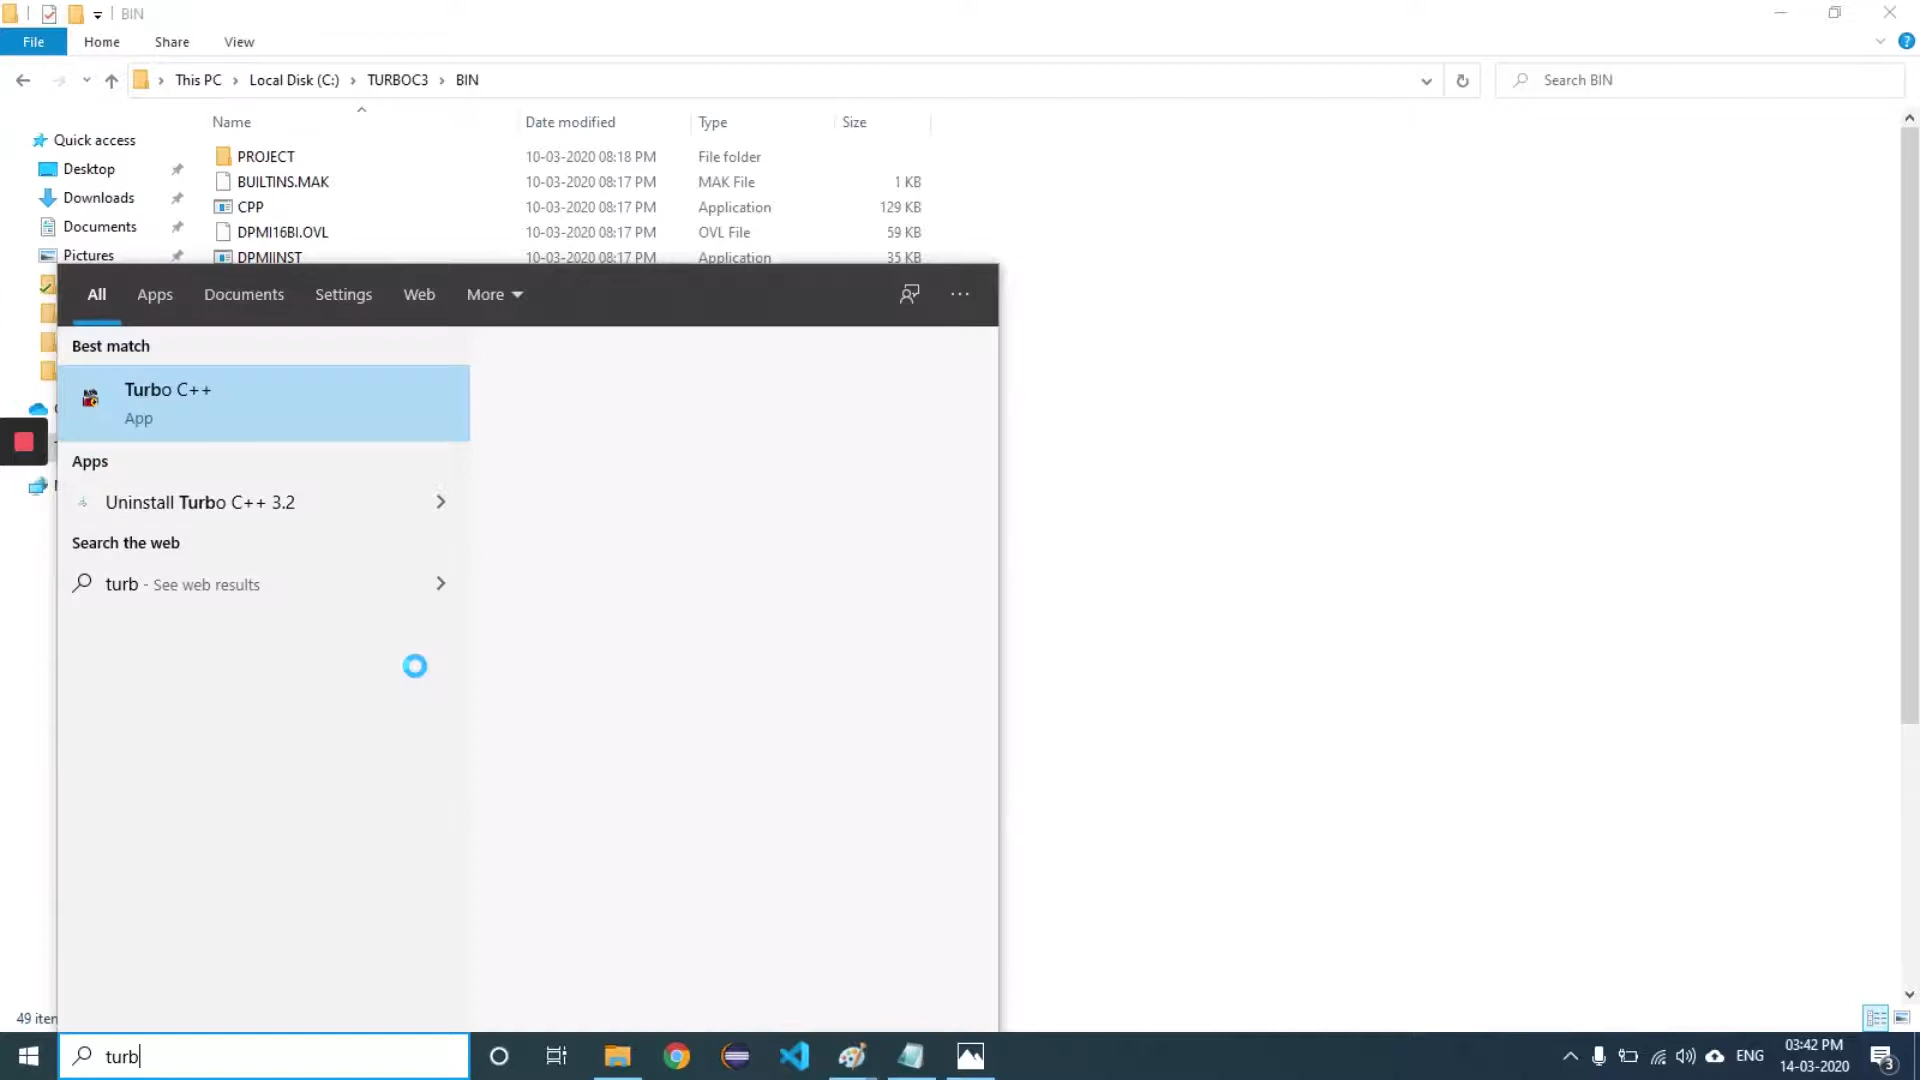 BIN
File Home Share View
This PC Local Disk (C:) TURBOC3 BIN
Search BIN
Name Date modified Type Size
Quick access
Desktop
Downloads
Documents
Pictures
PROJECT 10-03-2020 08:18 PM File folder
BUILTINS.MAK 10-03-2020 08:17 PM MAK File 1 KB
CPP 10-03-2020 08:17 PM Application 129 KB
DPMI16BI.OVL 10-03-2020 08:17 PM OVL File 59 KB
DPMIINST 10-03-2020 08:17 PM Application 35 KB
All Apps Documents Settings Web More
Best match
Turbo C++
App
Apps
Uninstall Turbo C++ 3.2
Search the web
turb - See web results
49 iten
turb
ENG
03:42 PM
14-03-2020
3